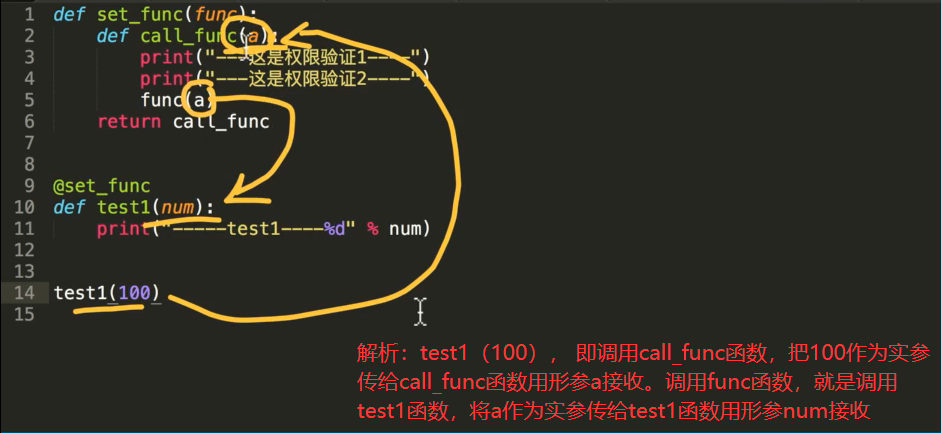 1 def set_func(func):
2 def call_func(a):
3 print("----这是权限验证1----")
4 print("----这是权限验证2----")
5 func(a)
6 return call_func
7
8
9 @set_func
10 def test1(num):
11 print("-----test1----%d" % num)
12
13
14 test1(100)
15
解析：test1（100）， 即调用call_func函数，把100作为实参
传给call_func函数用形参a接收。调用func函数，就是调用
test1函数，将a作为实参传给test1函数用形参num接收